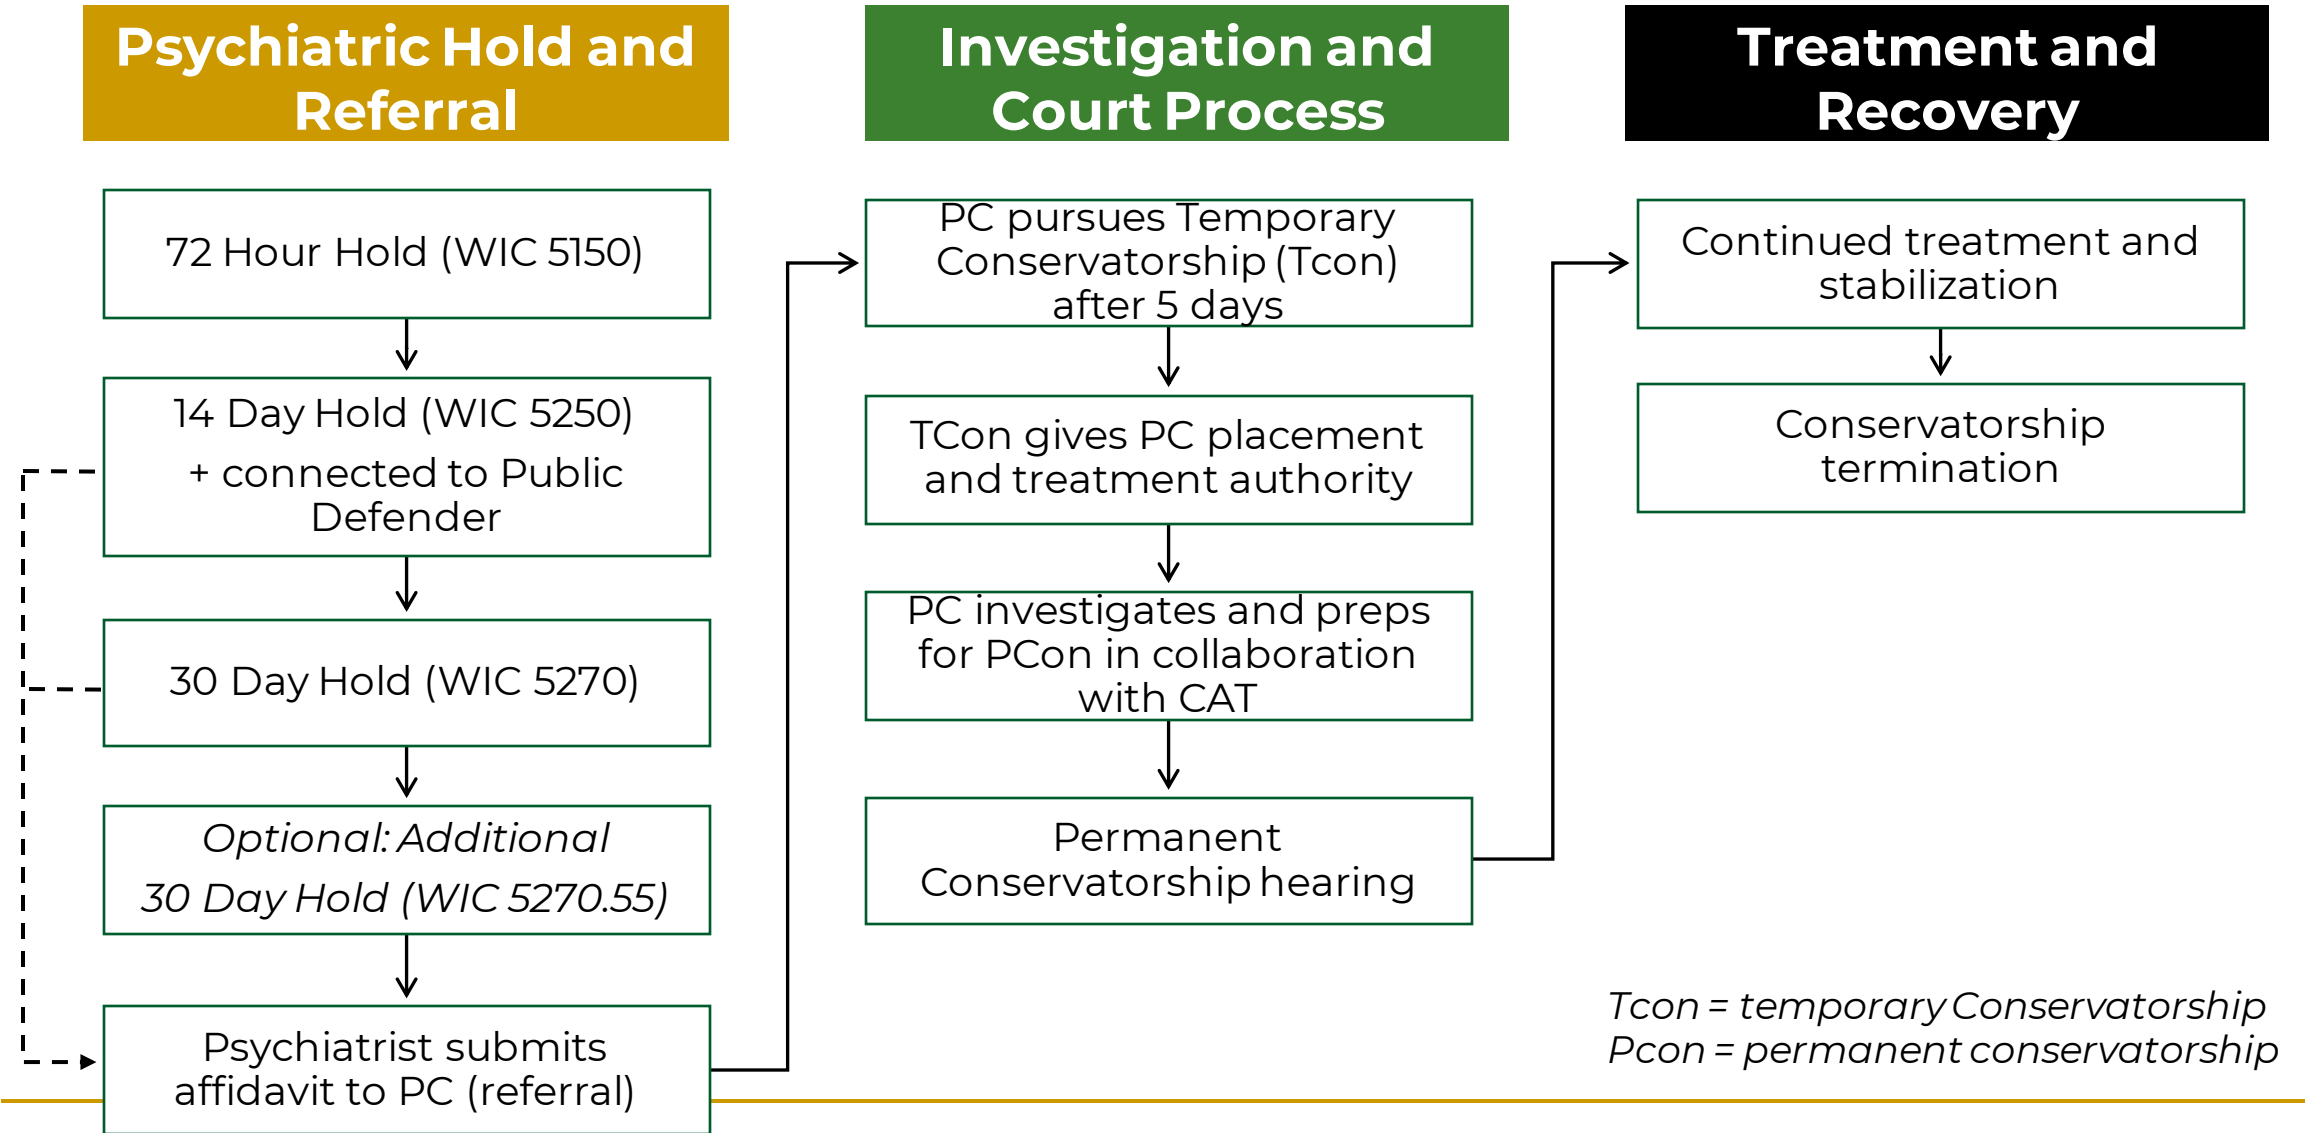 Psychiatric Hold and
Referral
72 Hour Hold (WIC 5150)
14 Day Hold (WIC 5250)
+ connected to Public
Defender
30 Day Hold (WIC 5270)
Optional: Additional
30 Day Hold (WIC 5270.55)
Psychiatrist submits
affidavit to PC (referral)
Investigation and
Court Process
PC pursues Temporary
Conservatorship (Tcon)
after 5 days
TCon gives PC placement
and treatment authority
PC investigates and preps
for PCon in collaboration
with CAT
Permanent
Conservatorship hearing
Treatment and
Recovery
Continued treatment and
stabilization
Conservatorship
termination
Tcon = temporary Conservatorship
Pcon = permanent conservatorship